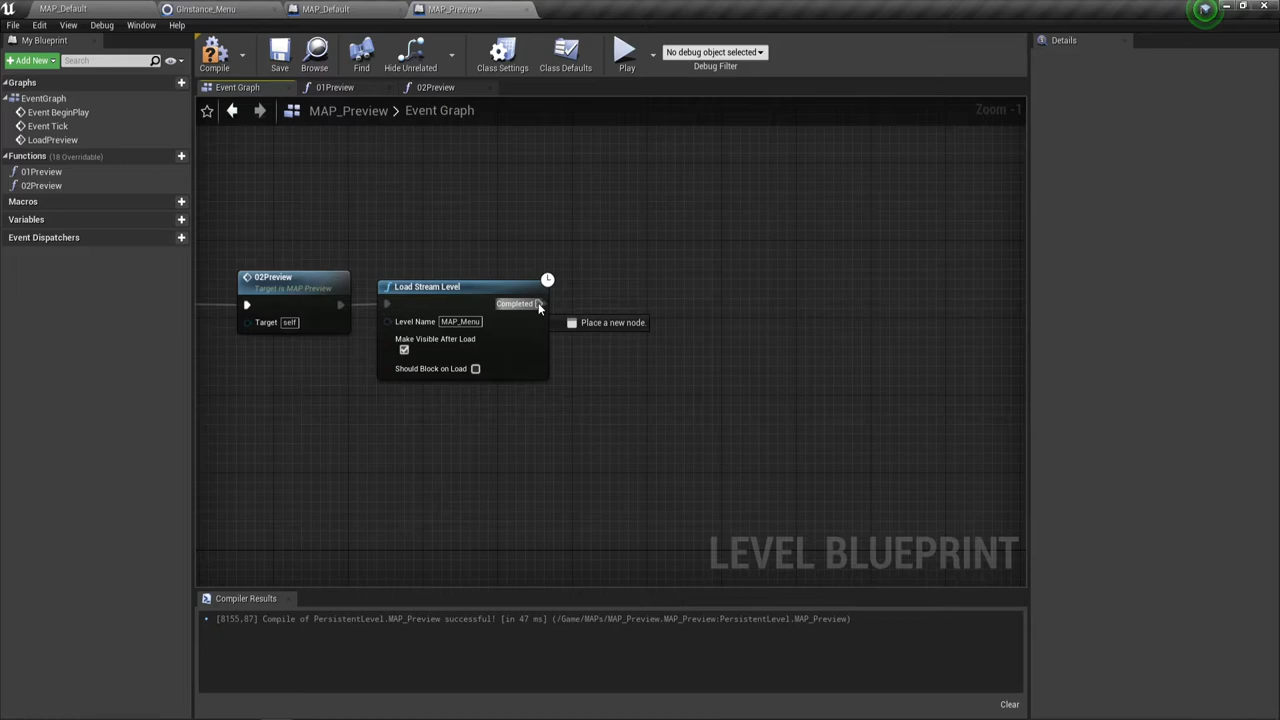 MAP_Default
GInstance_Menu
MAP_Default
MAP_Preview*
File Edit View Debug Window Help
My Blueprint
Details
Add New
Search
Compile
Save
Browse
Find
Hide Unrelated
Class Settings
Class Defaults
Play
No debug object selected
Debug Filter
Graphs
EventGraph
Event BeginPlay
Event Tick
LoadPreview
Functions (18 Overridable)
01Preview
02Preview
Macros
Variables
Event Dispatchers
Event Graph
01Preview
02Preview
MAP_Preview > Event Graph
Zoom -1
02Preview
Target is MAP Preview
Target self
Load Stream Level
Completed
Level Name MAP_Menu
Make Visible After Load
Should Block on Load
Place a new node.
LEVEL BLUEPRINT
Compiler Results
[8155,87] Compile of PersistentLevel.MAP_Preview successful! [in 47 ms] (/Game/MAPs/MAP_Preview.MAP_Preview:PersistentLevel.MAP_Preview)
Clear